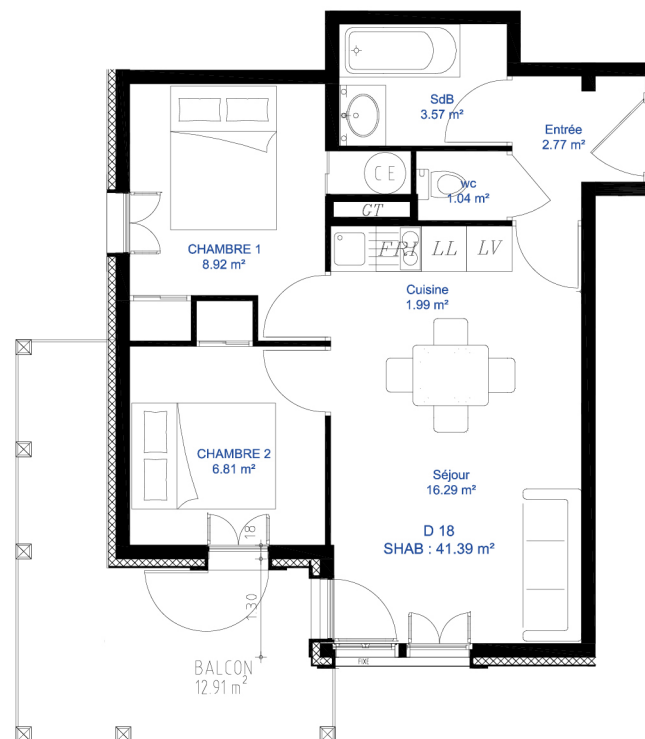 SdB
3.57 m²
Entrée
2.77 m²
CE
wc
1.04 m²
GT
CHAMBRE 1
8.92 m²
FRI LL LV
Cuisine
1.99 m²
CHAMBRE 2
6.81 m²
Séjour
16.29 m²
D 18
SHAB : 41.39 m²
18
130
FIXE
BALCON
12.91 m²